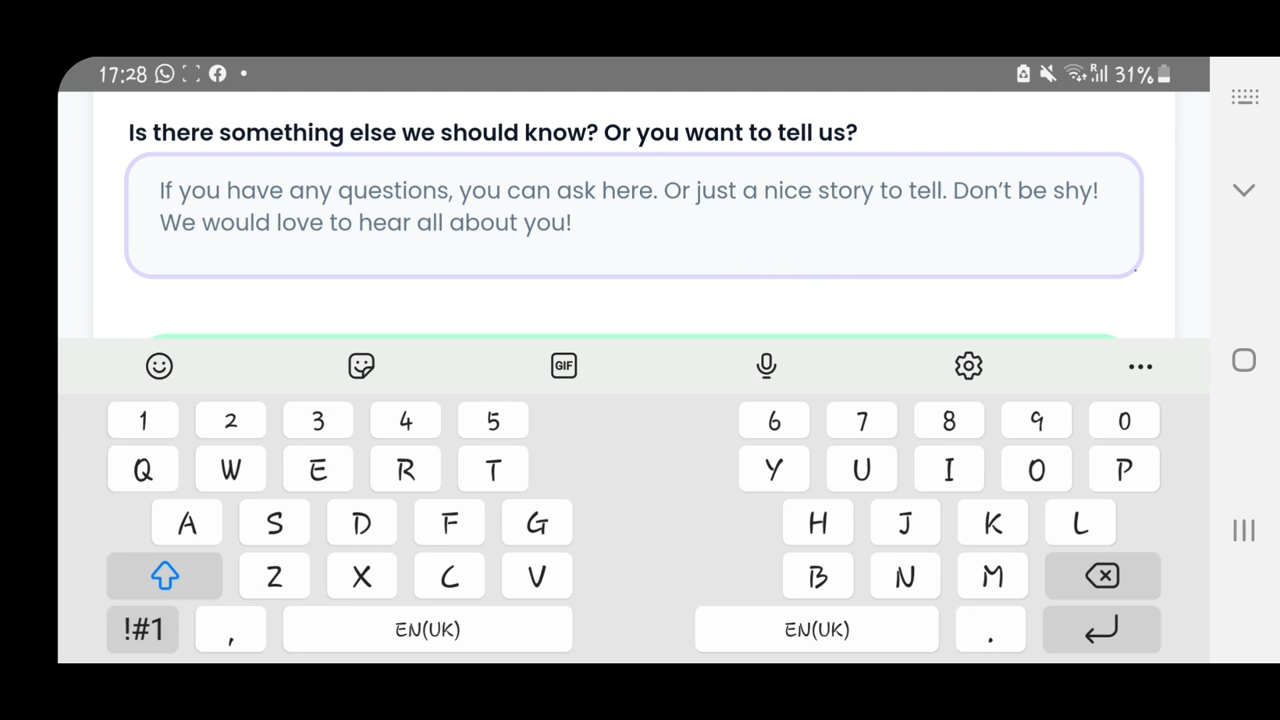 17:28 31%
Is there something else we should know? Or you want to tell us?
If you have any questions, you can ask here. Or just a nice story to tell. Don't be shy!
We would love to hear all about you!
GIF
1 2 3 4 5 6 7 8 9 0
Q W E R T Y U I O P
A S D F G H J K L
Z X C V B N M
!#1 , EN(UK) EN(UK) .